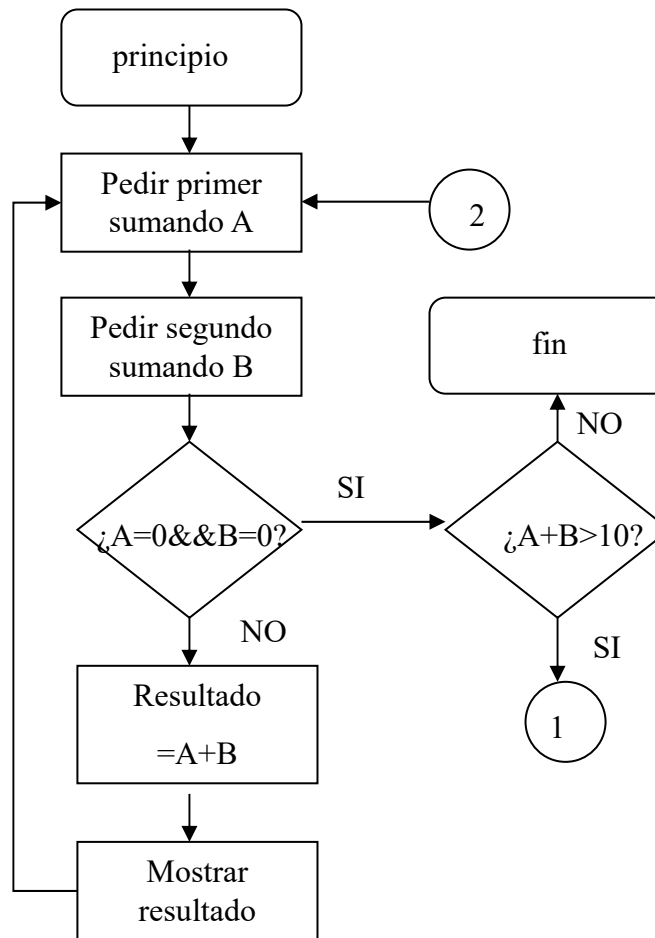 principio
Pedir primer
sumando A
2
Pedir segundo
sumando B
fin
NO
SI
¿A=0&&B=0?
¿A+B>10?
NO
SI
Resultado
=A+B
1
Mostrar
resultado